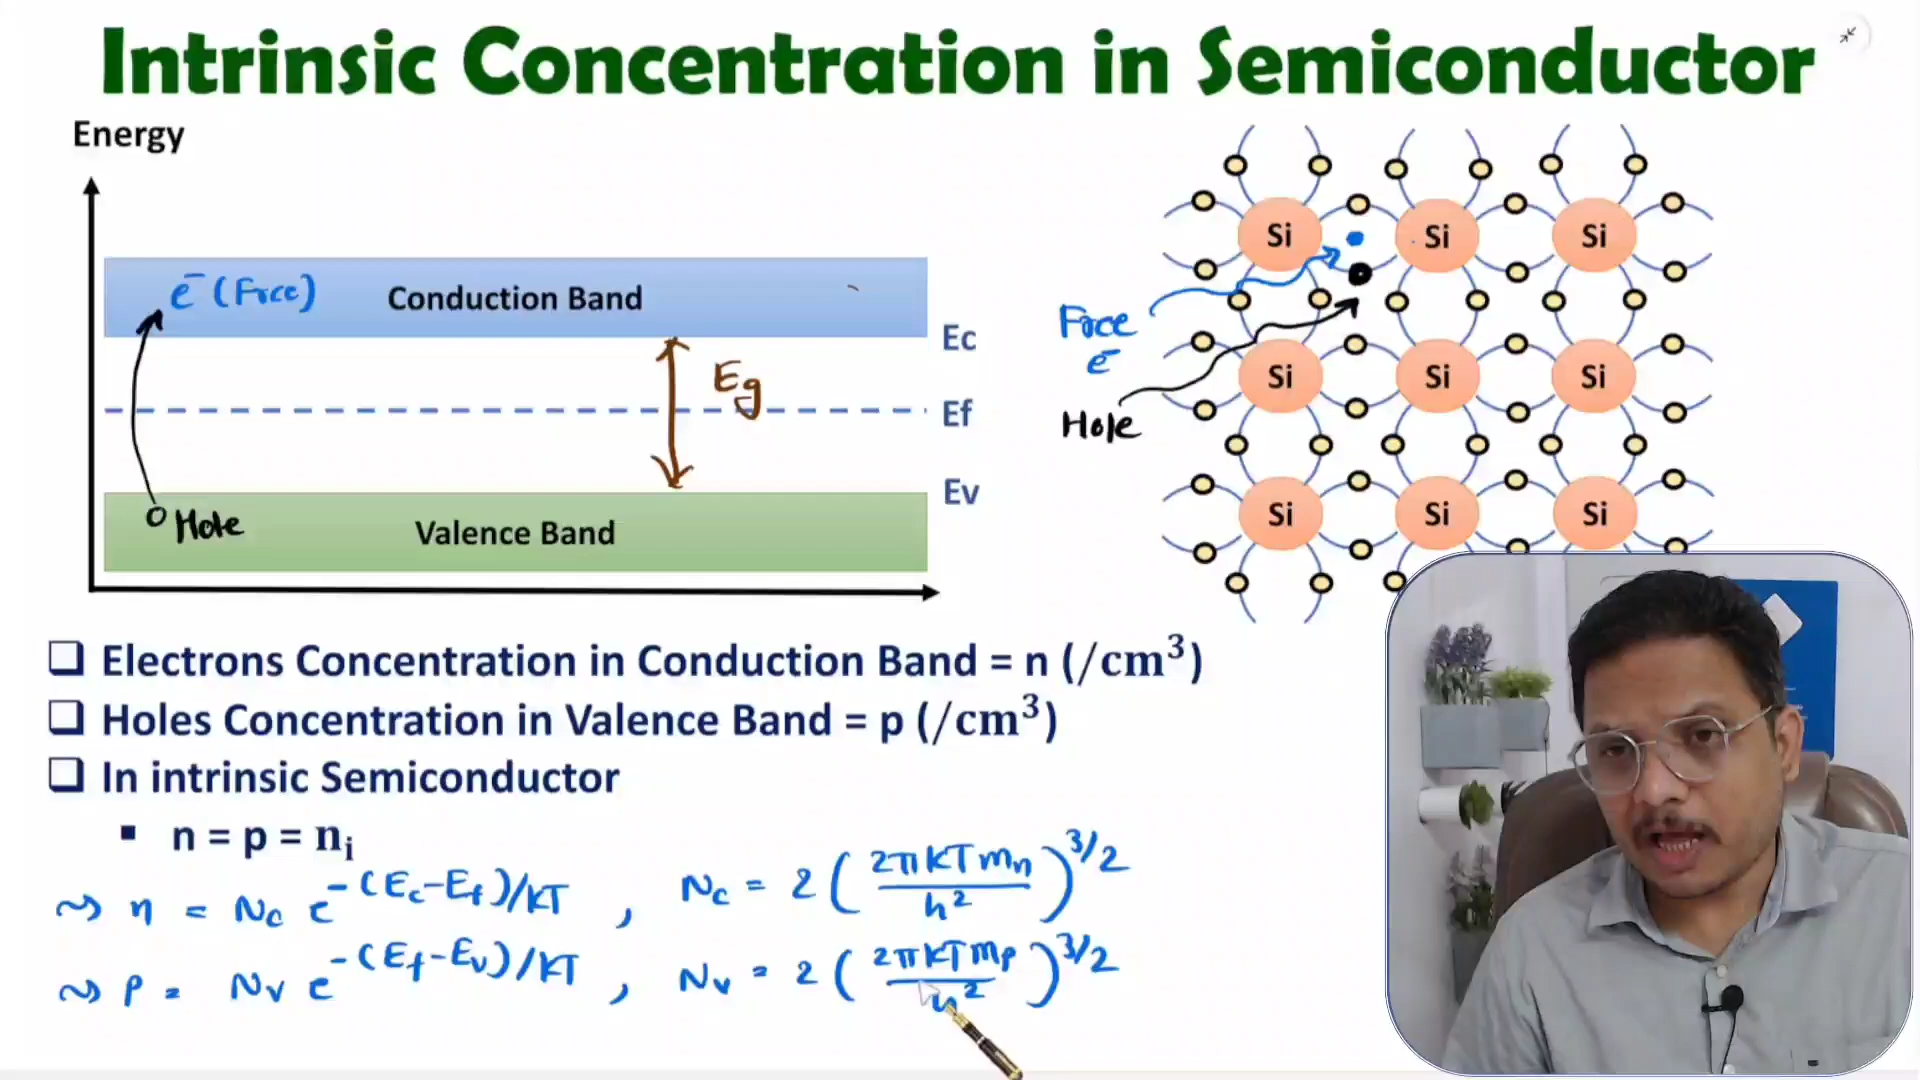 Intrinsic Concentration in Semiconductor
Energy
e⁻ (Free)
Conduction Band
Ec
Eg
Ef
Ev
Hole
Valence Band
Si Si Si
Free
e⁻
Hole
Si Si Si
Si Si Si
❑ Electrons Concentration in Conduction Band = n (/cm³)
❑ Holes Concentration in Valence Band = p (/cm³)
❑ In intrinsic Semiconductor
▪ n = p = nᵢ
~> n = Nc e^-(Ec-Ef)/KT , Nc = 2 (2πKTmn / h²)^3/2
~> p = Nv e^-(Ef-Ev)/KT , Nv = 2 (2πKTmp / h²)^3/2